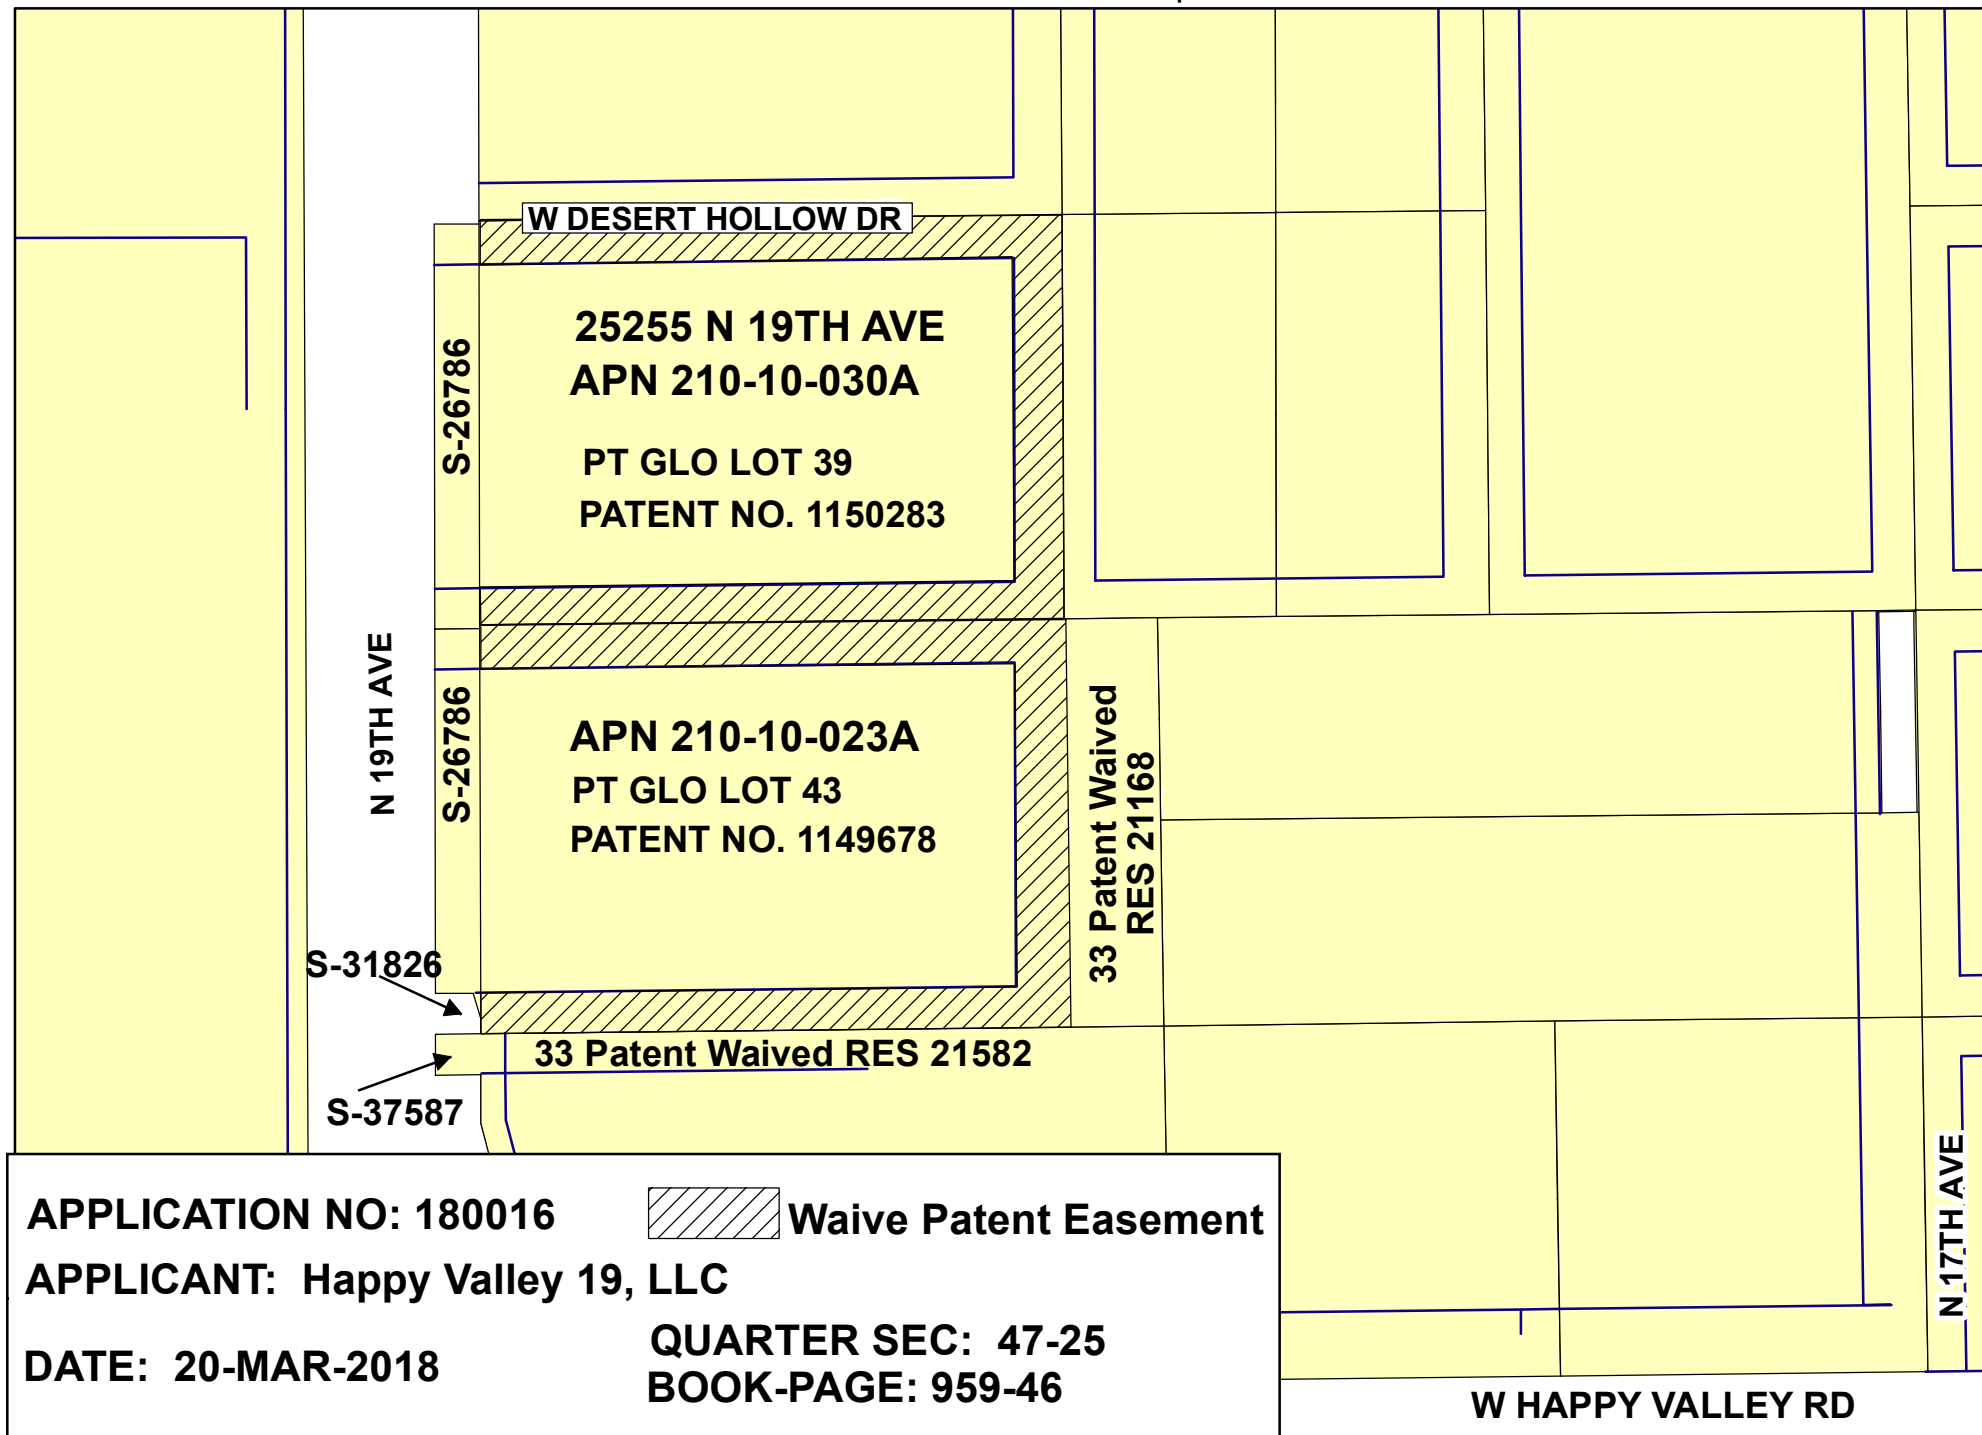 W DESERT HOLLOW DR
25255 N 19TH AVE
APN 210-10-030A
PT GLO LOT 39
PATENT NO. 1150283
S-26786
N 19TH AVE
S-26786
APN 210-10-023A
PT GLO LOT 43
PATENT NO. 1149678
33 Patent Waived
RES 21168
S-31826
33 Patent Waived RES 21582
S-37587
N 17TH AVE
APPLICATION NO: 180016
Waive Patent Easement
APPLICANT: Happy Valley 19, LLC
QUARTER SEC: 47-25
DATE: 20-MAR-2018
BOOK-PAGE: 959-46
W HAPPY VALLEY RD